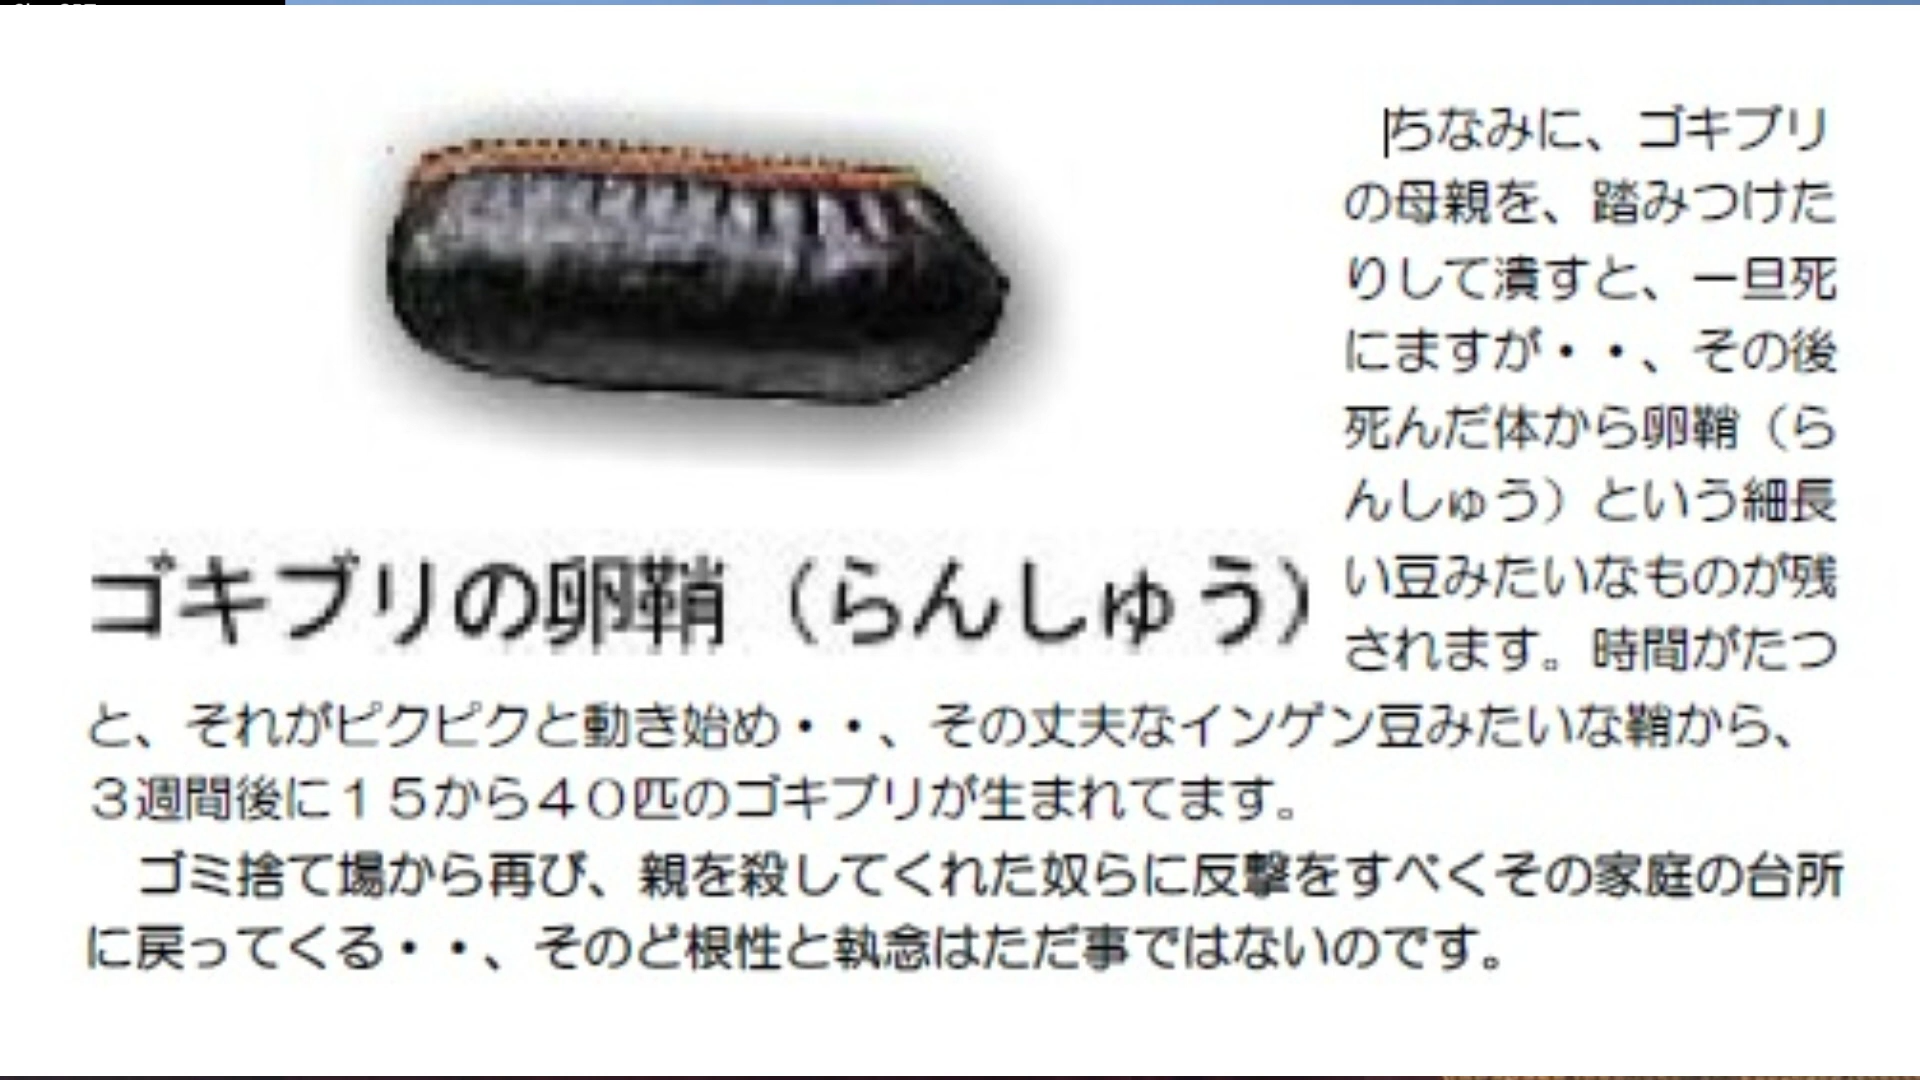 ちなみに、ゴキブリ
の母親を、踏みつけた
りして潰すと、一旦死
にますが・・、その後
死んだ体から卵鞘（ら
んしゅう）という細長
い豆みたいなものが残
されます。時間がたつ
ゴキブリの卵鞘（らんしゅう）
と、それがピクピクと動き始め・・、その丈夫なインゲン豆みたいな鞘から、
３週間後に１５から４０匹のゴキブリが生まれてます。
ゴミ捨て場から再び、親を殺してくれた奴らに反撃をすべくその家庭の台所
に戻ってくる・・、そのど根性と執念はただ事ではないのです。